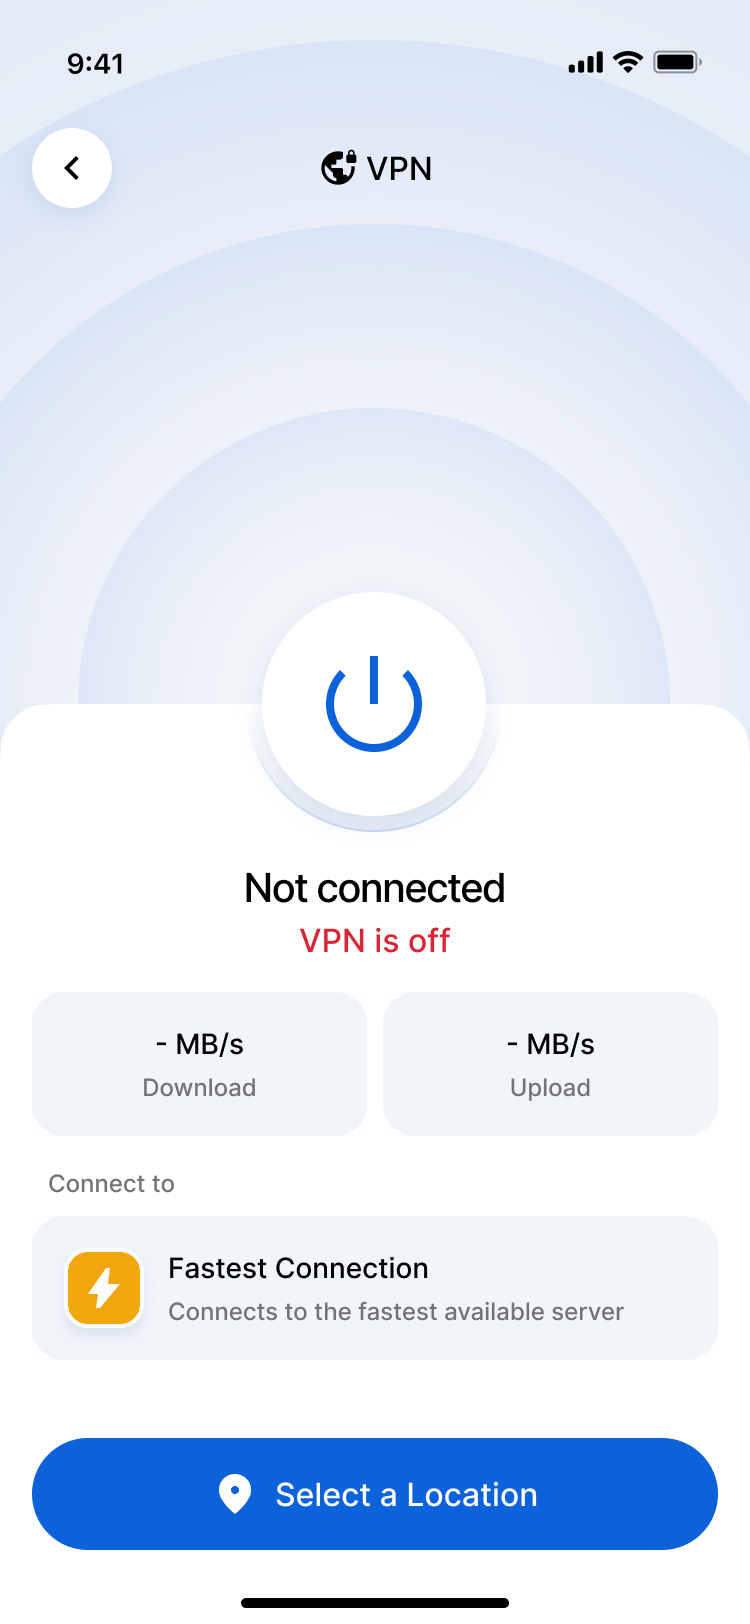 9:41
VPN
Not connected
VPN is off
- MB/s
Download
- MB/s
Upload
Connect to
Fastest Connection
Connects to the fastest available server
Select a Location